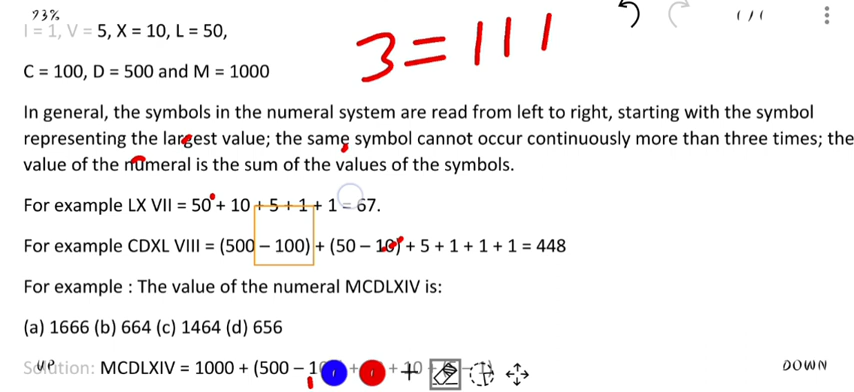 93%
I = 1, V = 5, X = 10, L = 50,
3 = 111
C = 100, D = 500 and M = 1000
In general, the symbols in the numeral system are read from left to right, starting with the symbol
representing the largest value; the same symbol cannot occur continuously more than three times; the
value of the numeral is the sum of the values of the symbols.
For example LX VII = 50 + 10 + 5 + 1 + 1 = 67.
For example CDXL VIII = (500 – 100) + (50 – 10) + 5 + 1 + 1 + 1 = 448
For example : The value of the numeral MCDLXIV is:
(a) 1666 (b) 664 (c) 1464 (d) 656
UP
Solution: MCDLXIV = 1000 + (500 – 1 + + 10
DOWN